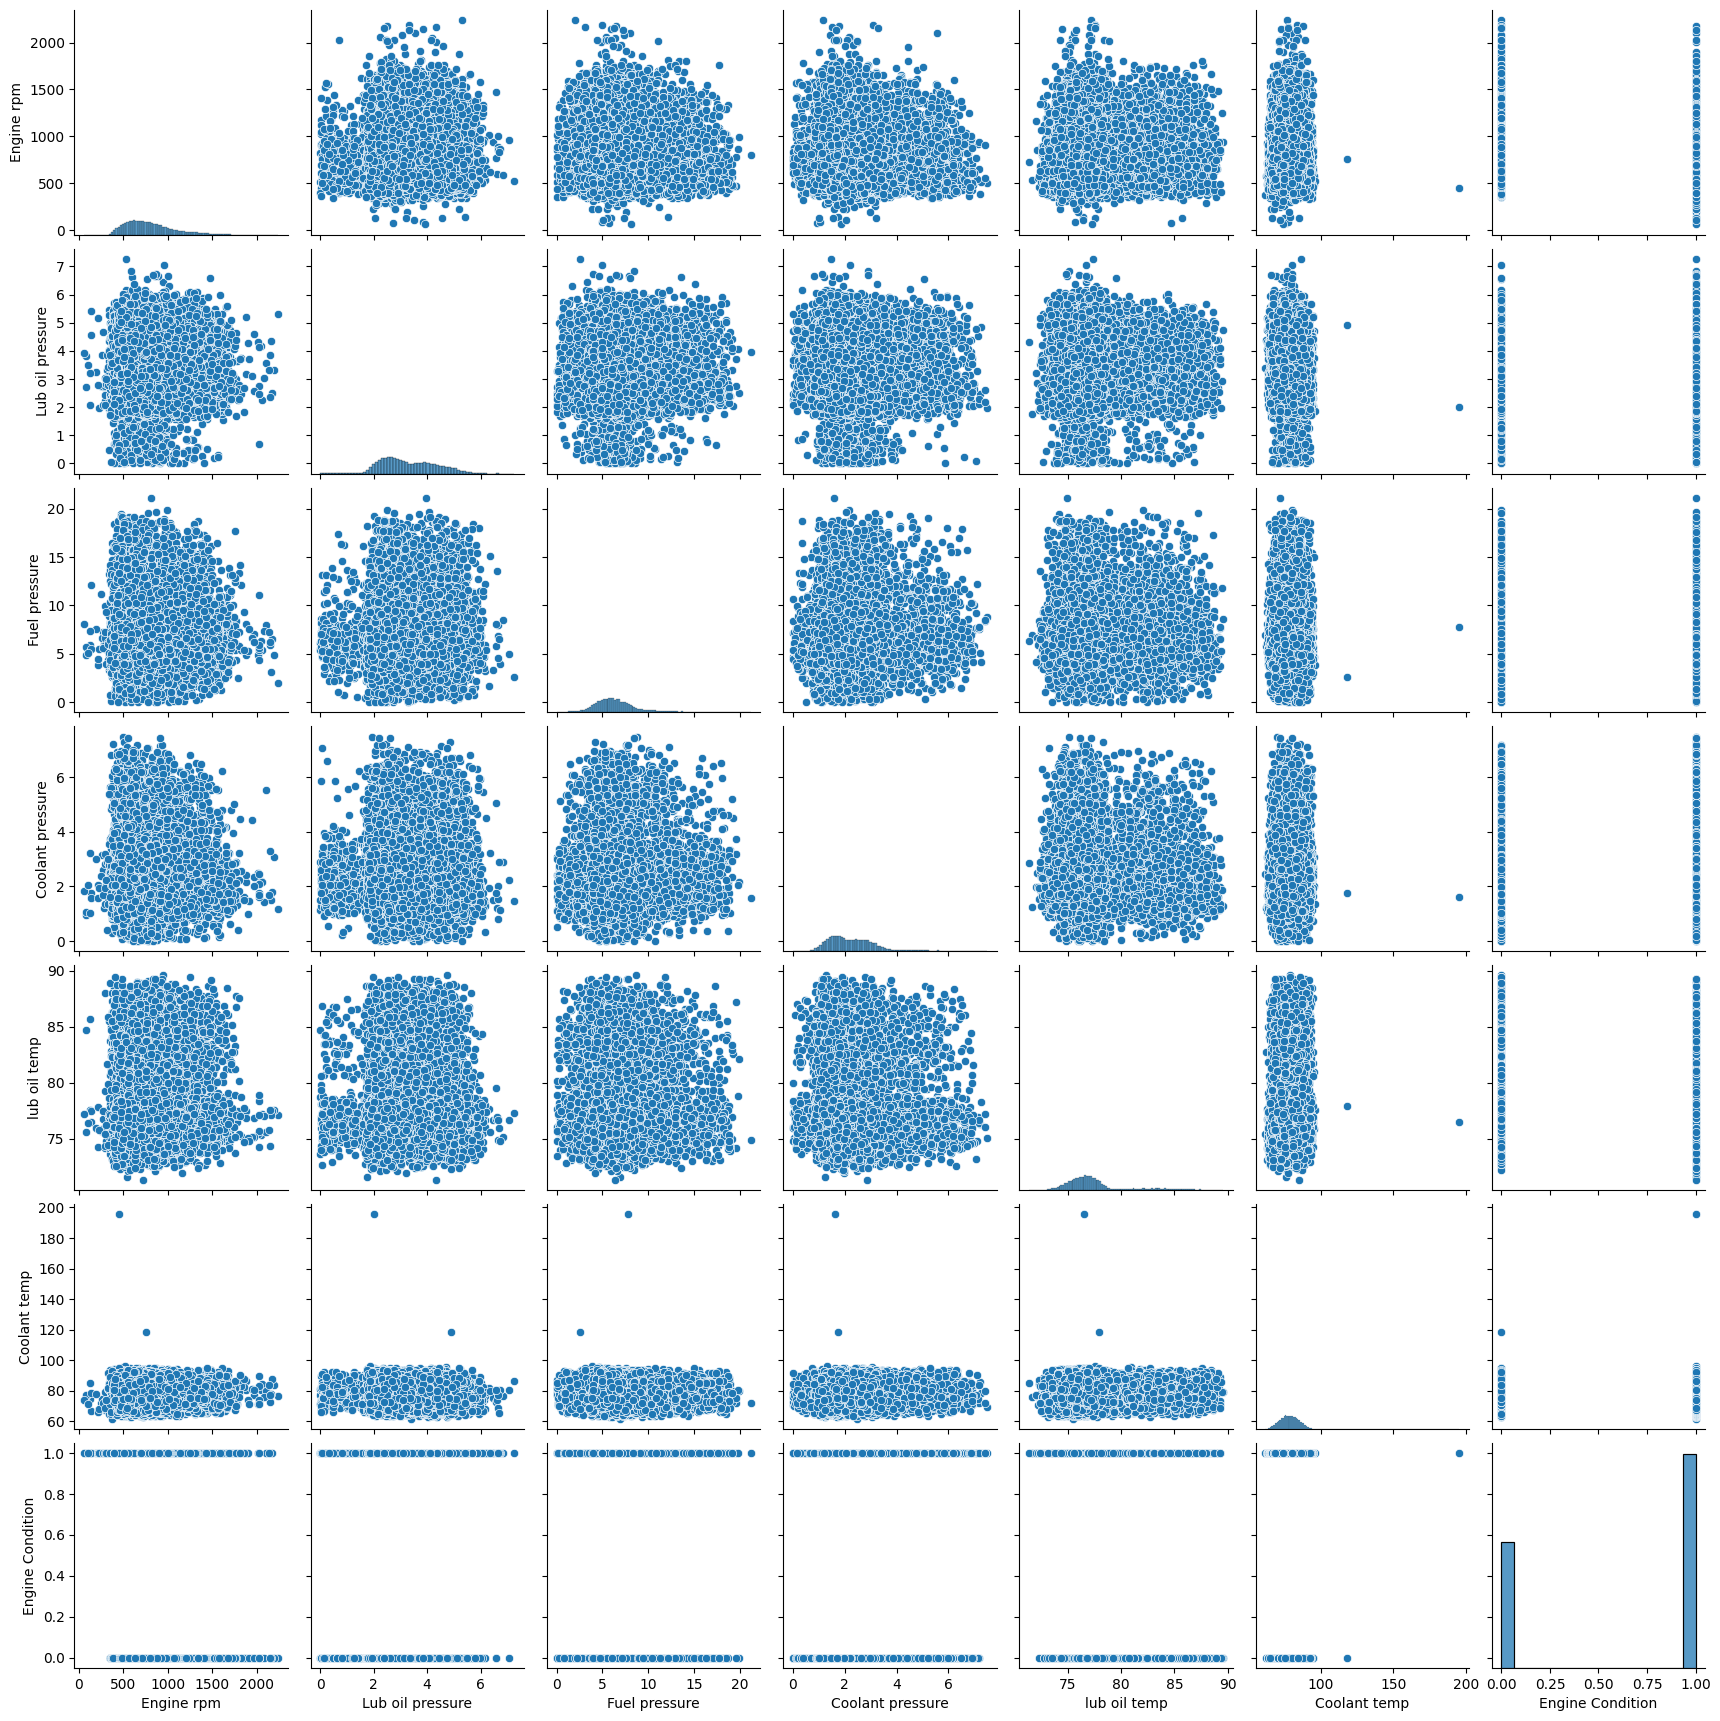 Engine rpm
2000
1500
1000
500
0
Lub oil pressure
7
6
5
4
3
2
1
0
Fuel pressure
20
15
10
5
0
Coolant pressure
6
4
2
0
lub oil temp
90
85
80
75
Coolant temp
200
180
160
140
120
100
80
60
Engine Condition
1.0
0.8
0.6
0.4
0.2
0.0
0 500 1000 1500 2000
Engine rpm
0 2 4 6
Lub oil pressure
0 5 10 15 20
Fuel pressure
0 2 4 6
Coolant pressure
75 80 85 90
lub oil temp
100 150 200
Coolant temp
0.00 0.25 0.50 0.75 1.00
Engine Condition